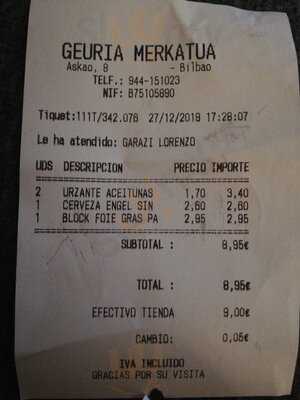 GEURIA MERKATUA
Askao, 8 - Bilbao
TELF.: 944-151023
NIF: B75105890
Tiquet:111T/342.078 27/12/2019 17:28:07
Le ha atendido: GARAZI LORENZO
UDS DESCRIPCION PRECIO IMPORTE
2 URZANTE ACEITUNAS 1,70 3,40
1 CERVEZA ENGEL SIN 2,60 2,60
1 BLOCK FOIE GRAS PA 2,95 2,95
SUBTOTAL : 8,95€
TOTAL : 8,95€
EFECTIVO TIENDA 9,00€
CAMBIO: 0,05€
IVA INCLUIDO
GRACIAS POR SU VISITA